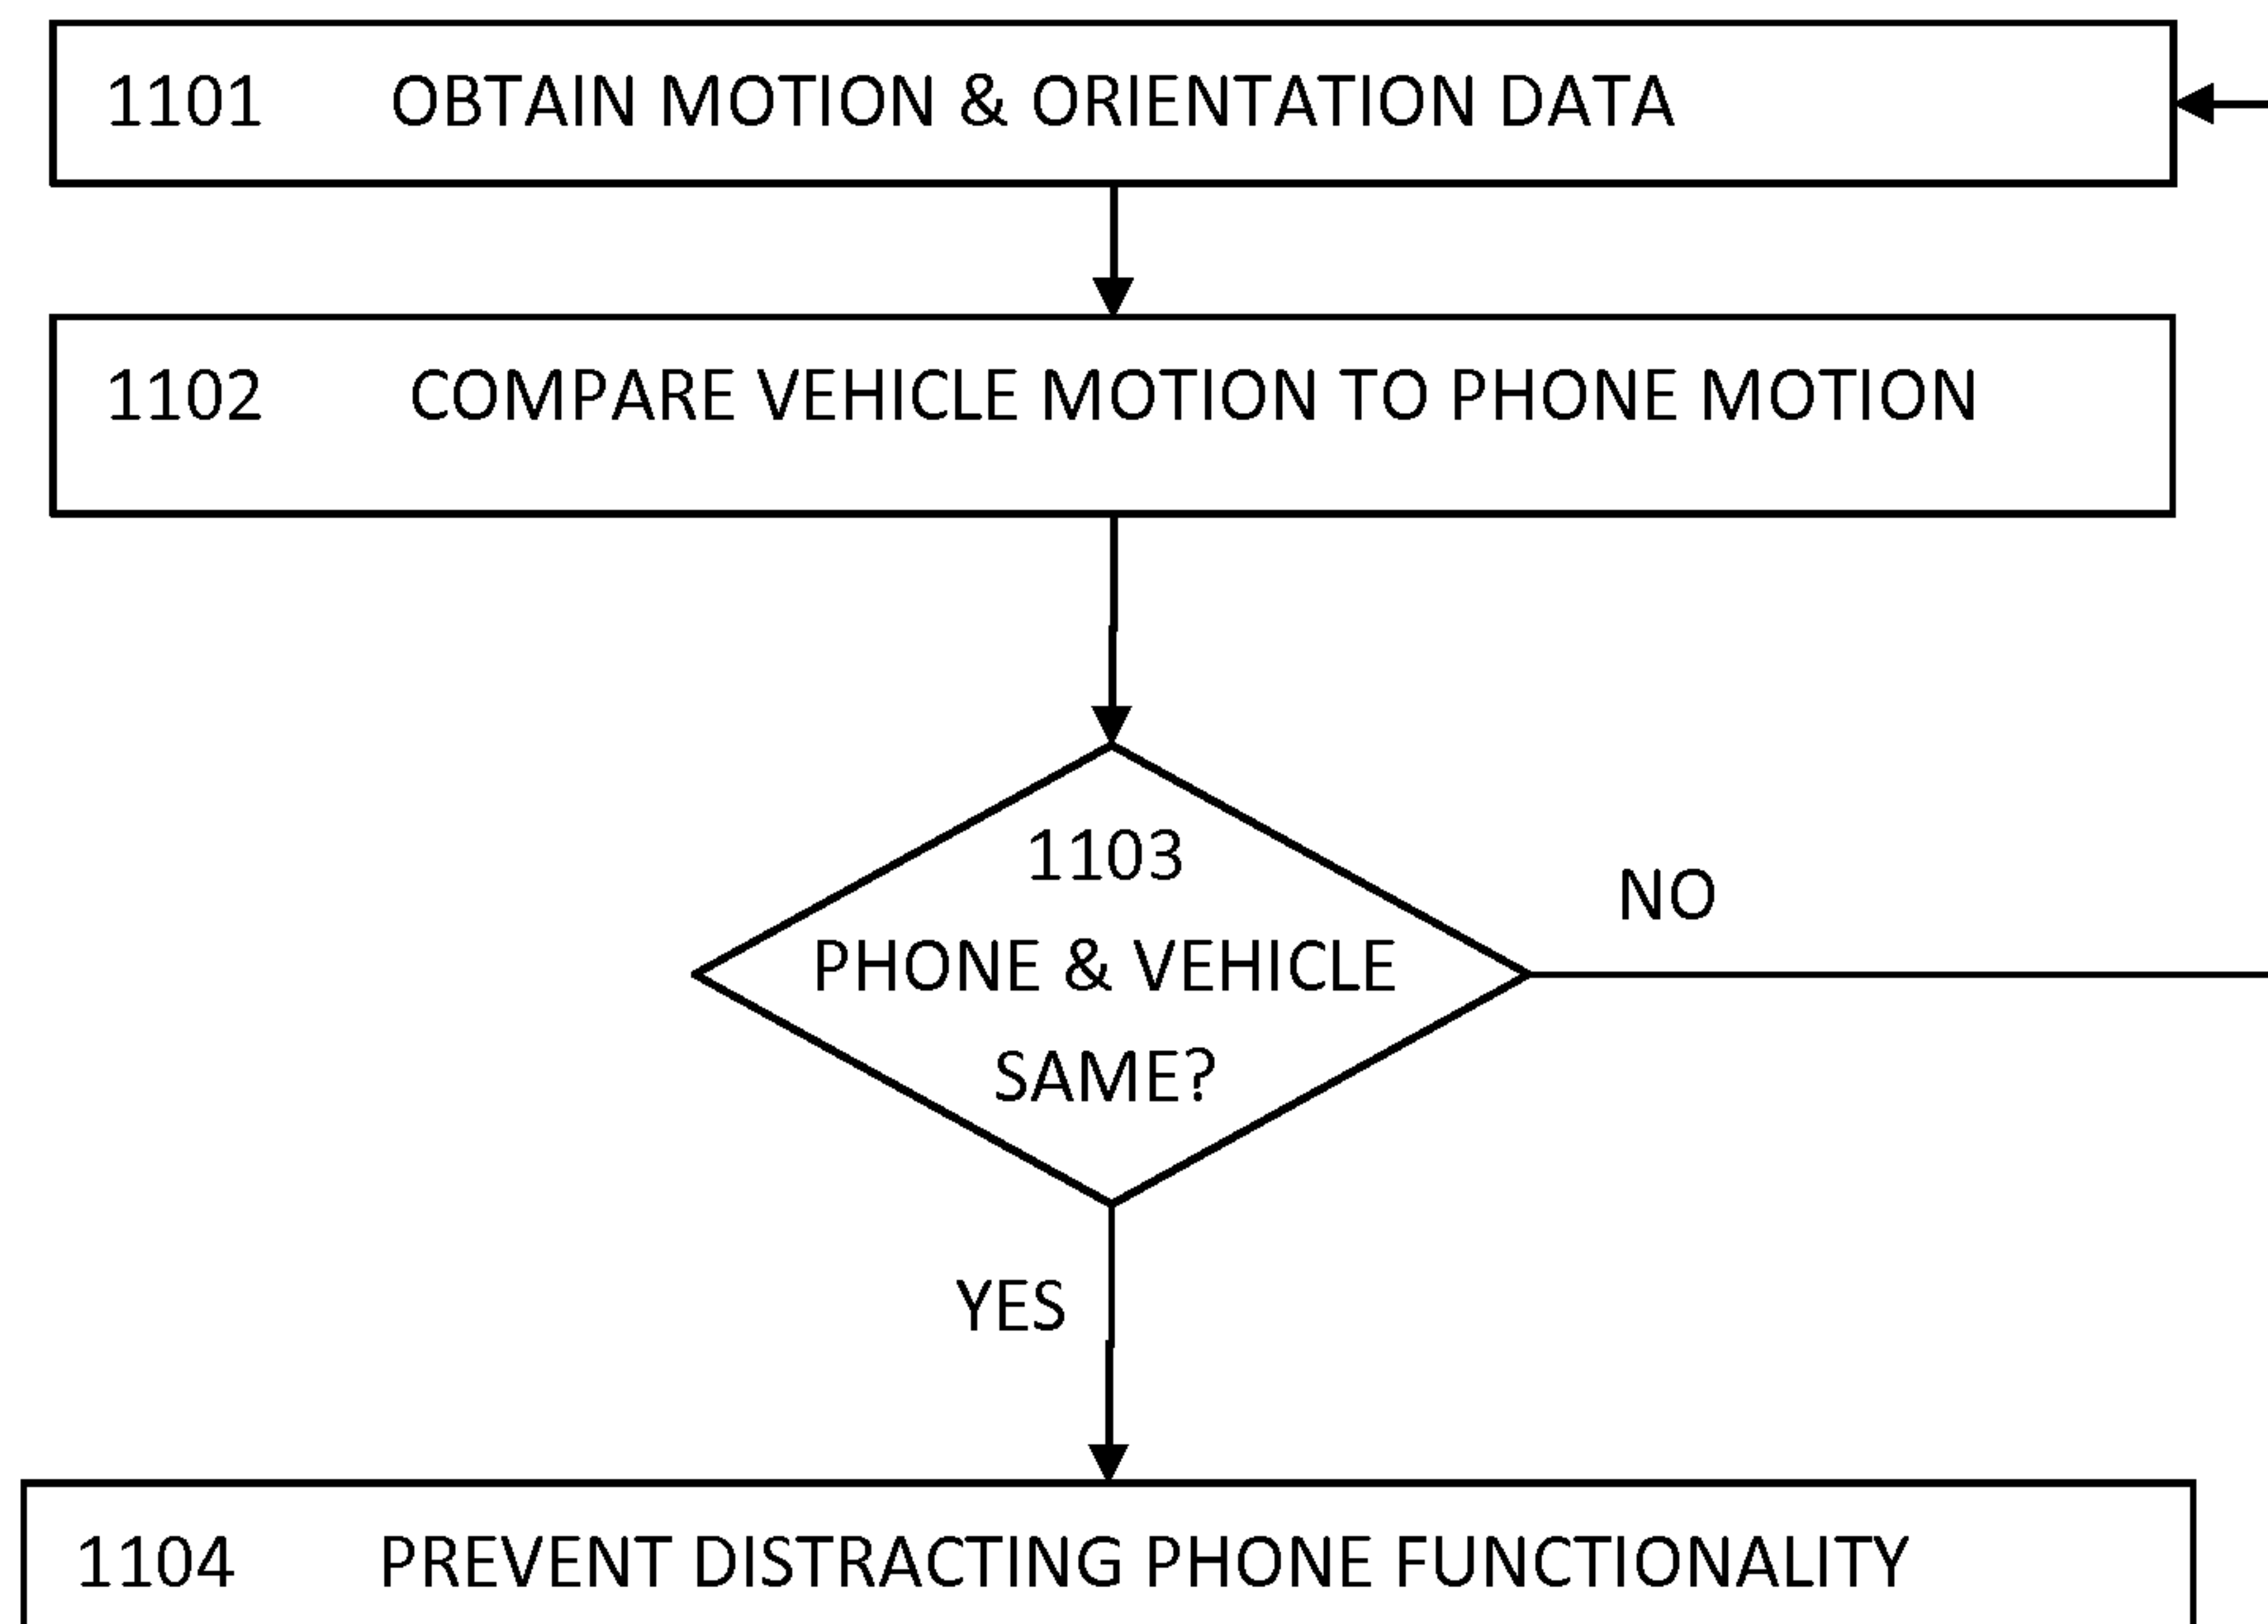 1101 OBTAIN MOTION & ORIENTATION DATA
1102 COMPARE VEHICLE MOTION TO PHONE MOTION
1103
PHONE & VEHICLE
SAME?
NO
YES
1104 PREVENT DISTRACTING PHONE FUNCTIONALITY